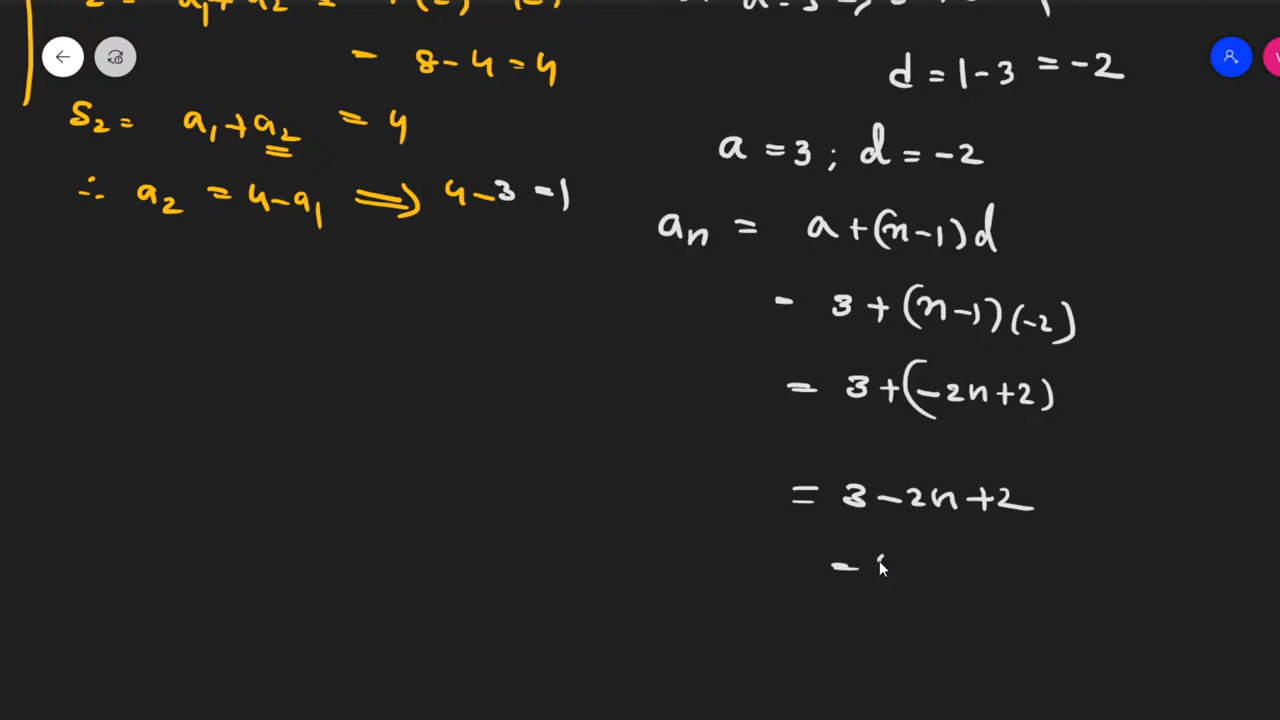 = 8-4=4
S2= a1+a2 = 4
∴ a2 = 4-a1 ⟹ 4-3 =1
d=1-3 = -2
a =3 ; d = -2
an = a+(n-1)d
= 3+(n-1)(-2)
= 3+(-2n+2)
= 3-2n+2
=